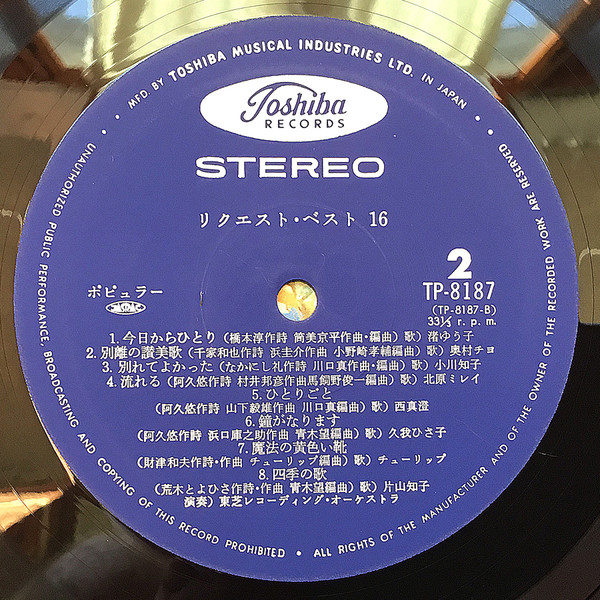 MFD. BY TOSHIBA MUSICAL INDUSTRIES LTD. IN JAPAN
Toshiba
RECORDS
STEREO
リクエスト・ベスト 16
2
TP-8187
(TP-8187-B)
33⅓ r. p. m.
ポピュラー
1. 今日からひとり (橋本淳作詩 筒美京平作曲・編曲) 歌) 渚ゆう子
2. 別離の讃美歌 (千家和也作詩 浜圭介作曲 小野崎孝輔編曲) 歌) 奥村チヨ
3. 別れてよかった (なかにし礼作詩 川口真作曲・編曲) 歌) 小川知子
4. 流れる (阿久悠作詩 村井邦彦作曲馬飼野俊一編曲) 歌) 北原ミレイ
5. ひとりごと
(阿久悠作詩 山下毅雄作曲 川口真編曲) 歌) 西真澄
6. 鐘がなります
(阿久悠作詩 浜口庫之助作曲 青木望編曲) 歌) 久我ひさ子
7. 魔法の黄色い靴
(財津和夫作詩・作曲 チューリップ編曲) 歌) チューリップ
8. 四季の歌
(荒木とよひさ作詩・作曲 青木望編曲) 歌) 片山知子
演奏) 東芝レコーディング・オーケストラ
UNAUTHORIZED PUBLIC PERFORMANCE, BROADCASTING AND COPYING OF THIS RECORD PROHIBITED • ALL RIGHTS OF THE MANUFACTURER AND OF THE OWNER OF THE RECORDED WORK ARE RESERVED